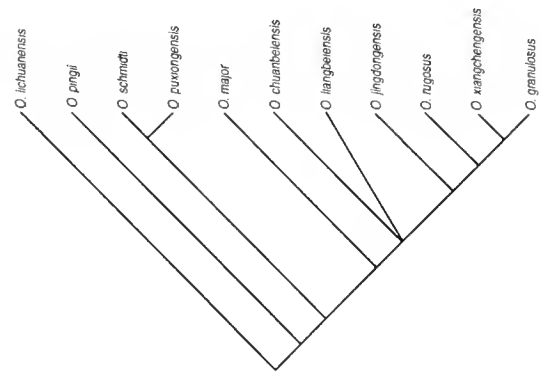 O. lichuanensis
O pingii
O schmidti
O puxiongensis
O. major
O chuanbeiensis
O liangbeiensis
O jingdongensis
O. rugosus
O xiangchengensis
O. granulosus